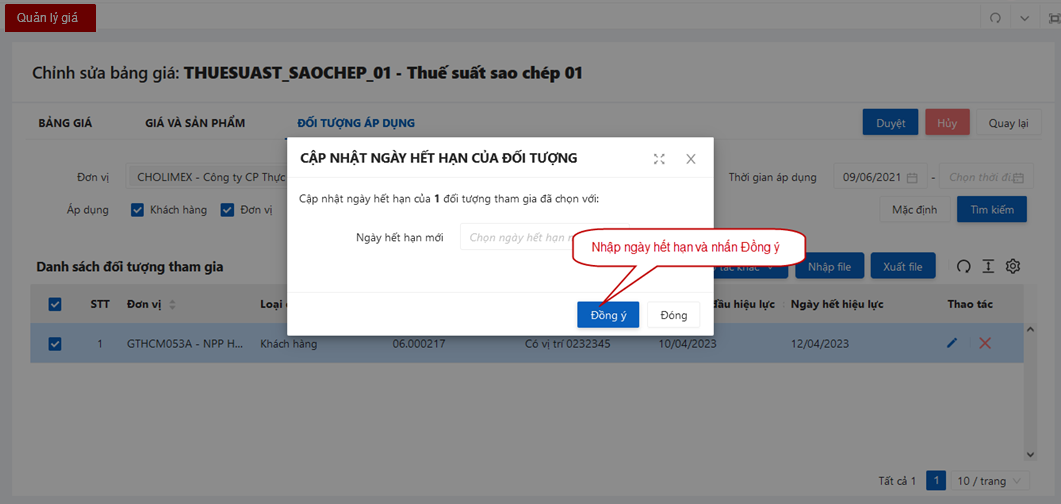 Quản lý giá
Chỉnh sửa bảng giá: THUESUAST_SAOCHEP_01 - Thuế suất sao chép 01
BẢNG GIÁ GIÁ VÀ SẢN PHẨM ĐỐI TƯỢNG ÁP DỤNG Duyệt Hủy Quay lại
CẬP NHẬT NGÀY HẾT HẠN CỦA ĐỐI TƯỢNG
Đơn vị CHOLIMEX - Công ty CP Thực Thời gian áp dụng 09/06/2021 - Chọn thời đi...
Cập nhật ngày hết hạn của 1 đối tượng tham gia đã chọn với:
Áp dụng Khách hàng Đơn vị Mặc định Tìm kiếm
Ngày hết hạn mới Chọn ngày hết hạn
Nhập ngày hết hạn và nhấn Đồng ý
Danh sách đối tượng tham gia tác khác Nhập file Xuất file
STT Đơn vị Loại hiệu lực Ngày hết hiệu lực Thao tác
Đồng ý Đóng
1 GTHCM053A - NPP H... Khách hàng 06.000217 Có vị trí 0232345 10/04/2023 12/04/2023
Tất cả 1 1 10 / trang